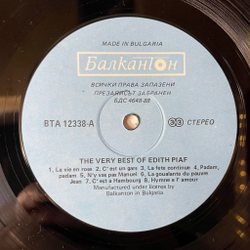 MADE IN BULGARIA
Балкантон
ВСИЧКИ ПРАВА ЗАПАЗЕНИ
ПРЕЗАПИСЪТ ЗАБРАНЕН
БДС 4648-82
ВТА 12338-А
СТЕРЕО
THE VERY BEST OF EDITH PIAF
1. La vie en rose 2. C'est un gars 3. La fete continue 4. Padam,
padam 5. N'y vas pas Manuel 6. La goualante du pauvre
Jean 7. C'est a Hambourg 8. Hymne a l' amour
Manufactured under license by
Balkanton in Bulgaria